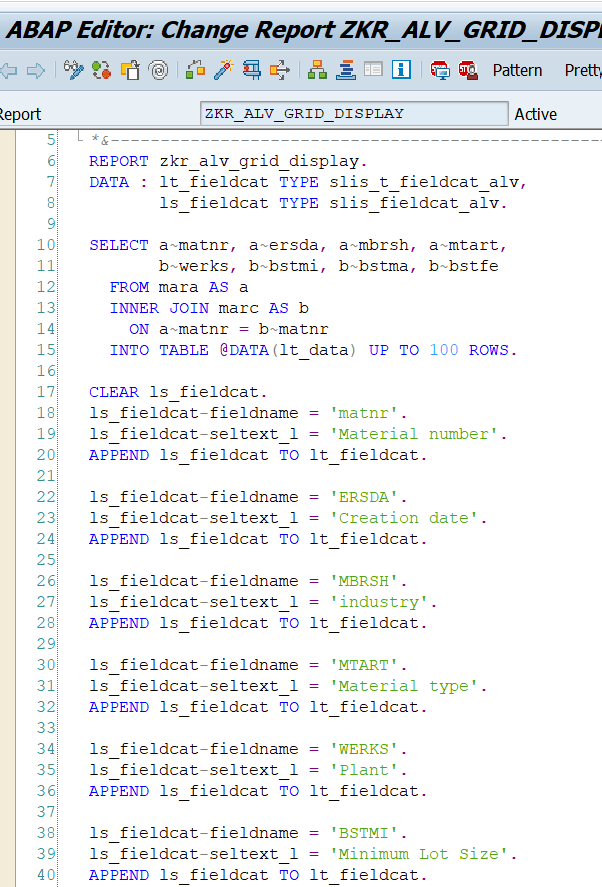 ABAP Editor: Change Report ZKR_ALV_GRID_DISP
Pattern Pretty
Report ZKR_ALV_GRID_DISPLAY Active
5 *&---------------------------------------------------------
6 REPORT zkr_alv_grid_display.
7 DATA : lt_fieldcat TYPE slis_t_fieldcat_alv,
8 ls_fieldcat TYPE slis_fieldcat_alv.
9
10 SELECT a~matnr, a~ersda, a~mbrsh, a~mtart,
11 b~werks, b~bstmi, b~bstma, b~bstfe
12 FROM mara AS a
13 INNER JOIN marc AS b
14 ON a~matnr = b~matnr
15 INTO TABLE @DATA(lt_data) UP TO 100 ROWS.
16
17 CLEAR ls_fieldcat.
18 ls_fieldcat-fieldname = 'matnr'.
19 ls_fieldcat-seltext_l = 'Material number'.
20 APPEND ls_fieldcat TO lt_fieldcat.
21
22 ls_fieldcat-fieldname = 'ERSDA'.
23 ls_fieldcat-seltext_l = 'Creation date'.
24 APPEND ls_fieldcat TO lt_fieldcat.
25
26 ls_fieldcat-fieldname = 'MBRSH'.
27 ls_fieldcat-seltext_l = 'industry'.
28 APPEND ls_fieldcat TO lt_fieldcat.
29
30 ls_fieldcat-fieldname = 'MTART'.
31 ls_fieldcat-seltext_l = 'Material type'.
32 APPEND ls_fieldcat TO lt_fieldcat.
33
34 ls_fieldcat-fieldname = 'WERKS'.
35 ls_fieldcat-seltext_l = 'Plant'.
36 APPEND ls_fieldcat TO lt_fieldcat.
37
38 ls_fieldcat-fieldname = 'BSTMI'.
39 ls_fieldcat-seltext_l = 'Minimum Lot Size'.
40 APPEND ls_fieldcat TO lt_fieldcat.